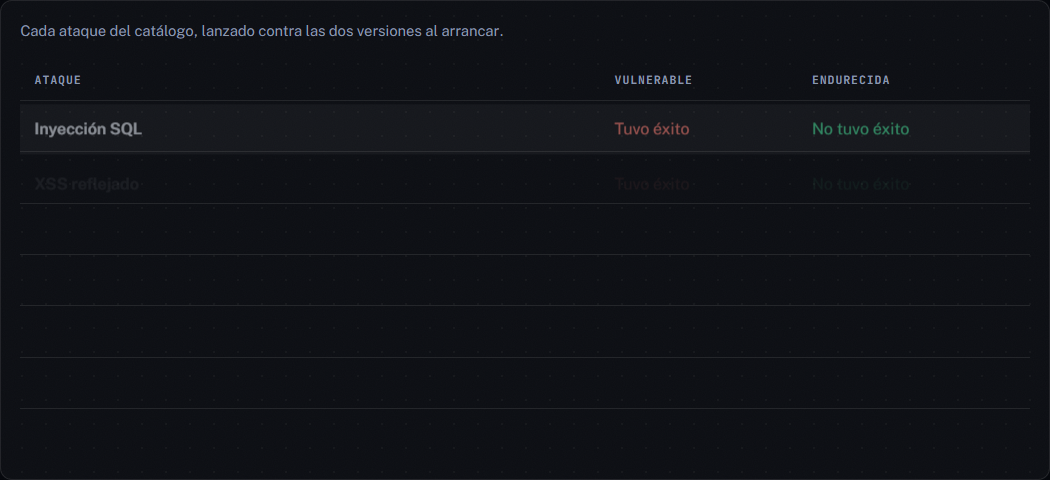 Cada ataque del catálogo, lanzado contra las dos versiones al arrancar.
ATAQUE VULNERABLE ENDURECIDA
Inyección SQL Tuvo éxito No tuvo éxito
XSS reflejado Tuvo éxito No tuvo éxito